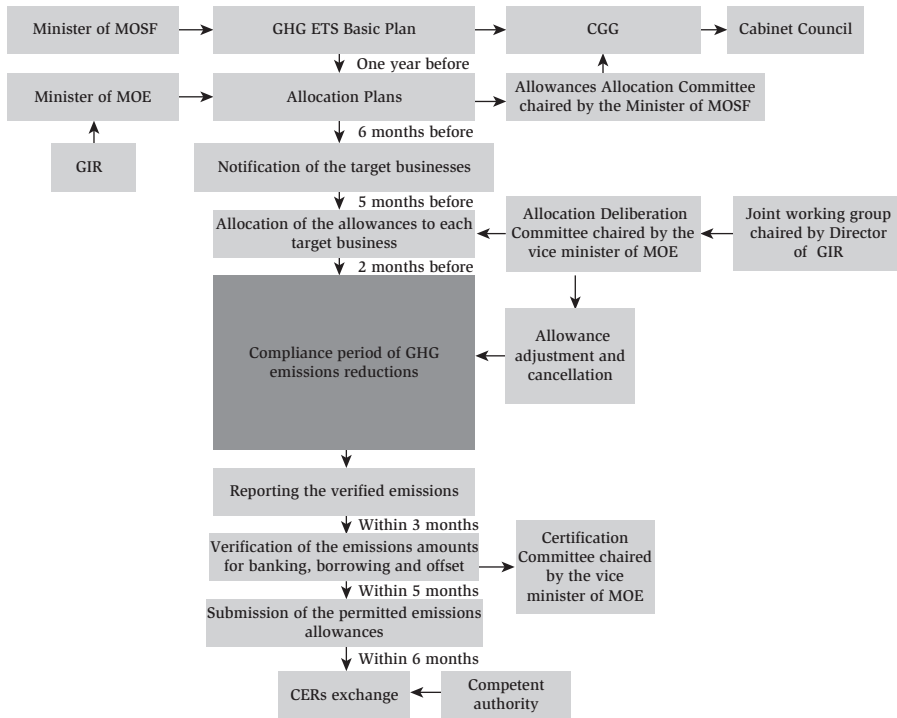 Minister of MOSF
GHG ETS Basic Plan
CGG
Cabinet Council
One year before
Minister of MOE
Allocation Plans
Allowances Allocation Committee
chaired by the Minister of MOSF
6 months before
GIR
Notification of the target businesses
5 months before
Allocation of the allowances to each
target business
Allocation Deliberation
Committee chaired by the
vice minister of MOE
Joint working group
chaired by Director
of GIR
2 months before
Compliance period of GHG
emissions reductions
Allowance
adjustment and
cancellation
Reporting the verified emissions
Within 3 months
Verification of the emissions amounts
for banking, borrowing and offset
Certification
Committee chaired
by the vice
minister of MOE
Within 5 months
Submission of the permitted emissions
allowances
Within 6 months
CERs exchange
Competent
authority